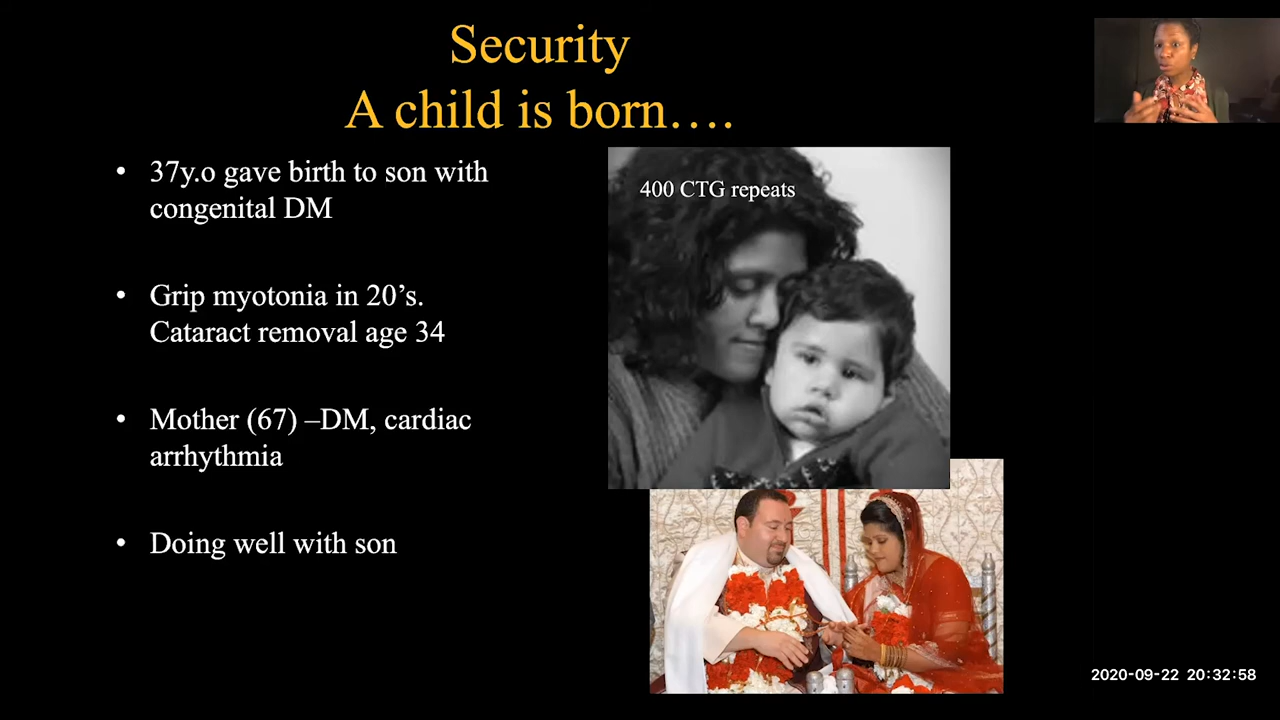 Security
A child is born….
• 37y.o gave birth to son with
congenital DM
• Grip myotonia in 20’s.
Cataract removal age 34
• Mother (67) –DM, cardiac
arrhythmia
• Doing well with son
400 CTG repeats
2020-09-22 20:32:58